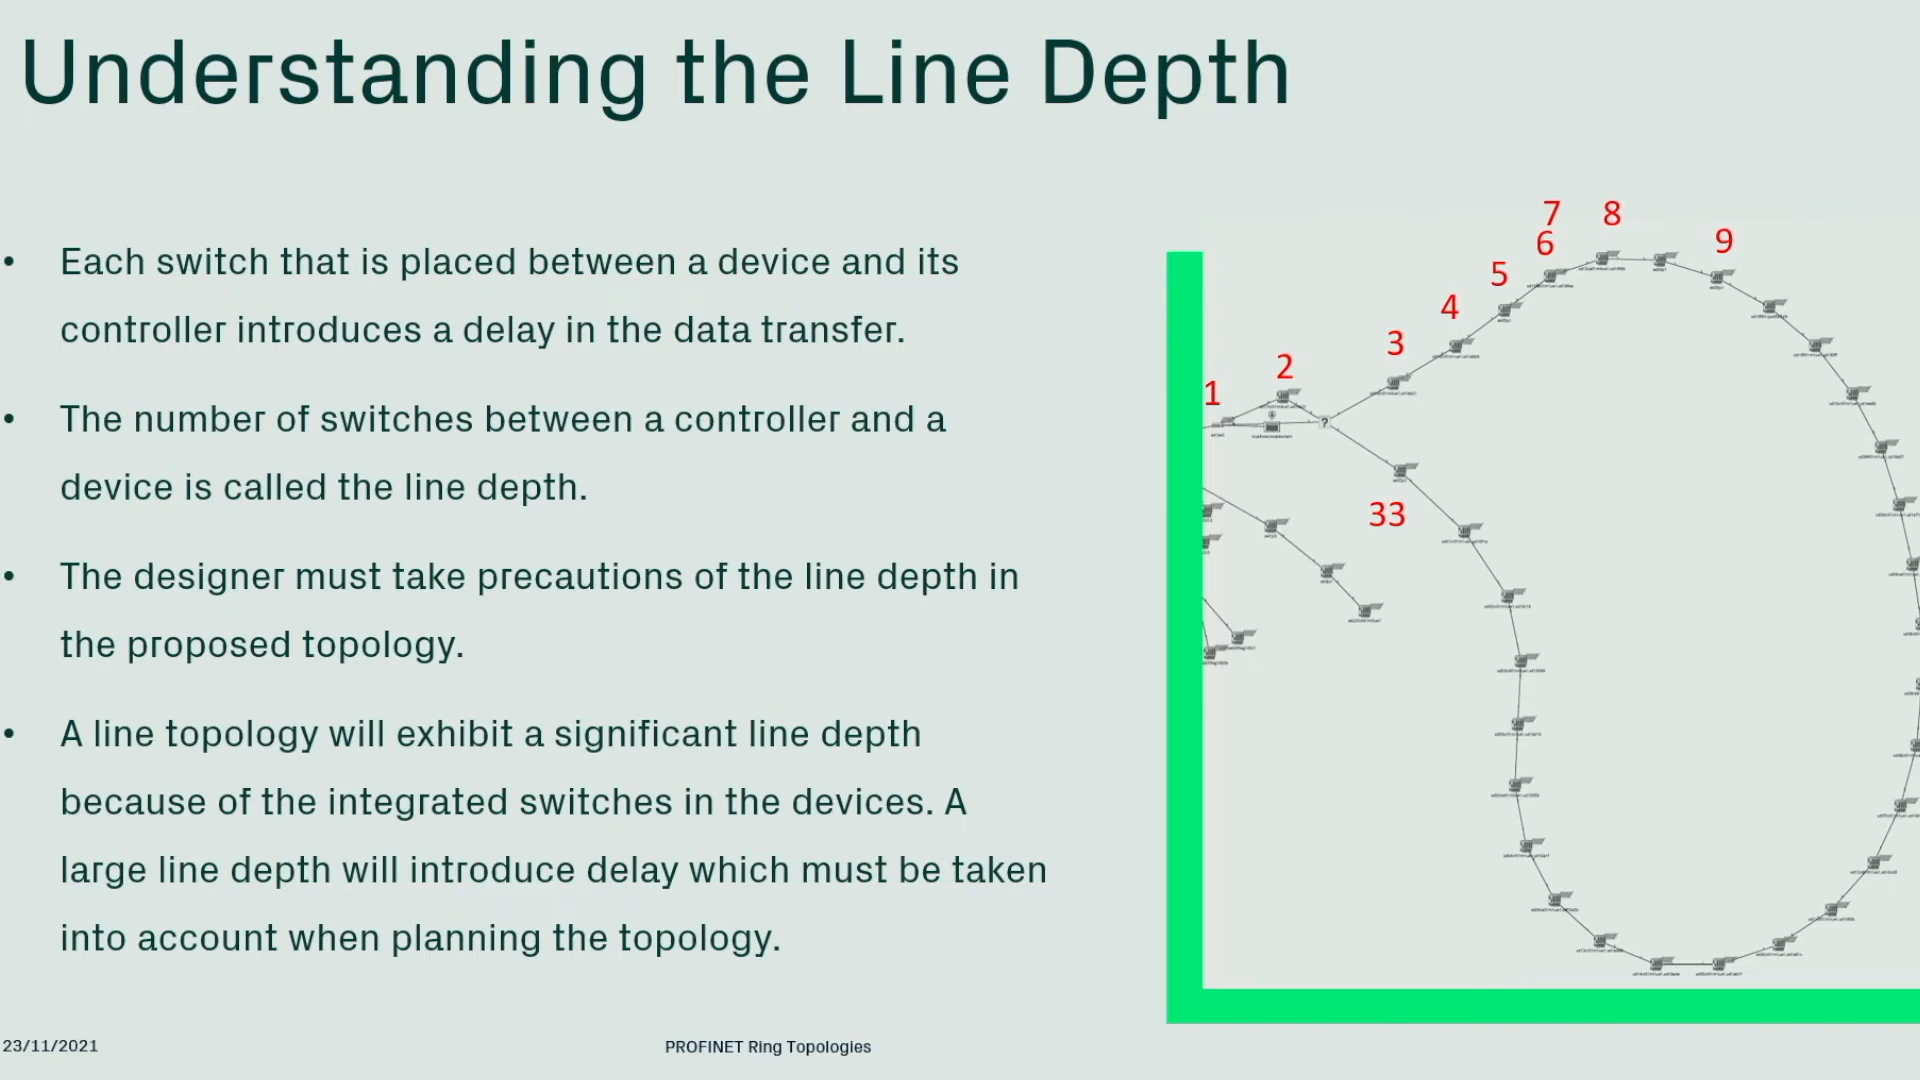 Understanding the Line Depth
• Each switch that is placed between a device and its
controller introduces a delay in the data transfer.
• The number of switches between a controller and a
device is called the line depth.
• The designer must take precautions of the line depth in
the proposed topology.
• A line topology will exhibit a significant line depth
because of the integrated switches in the devices. A
large line depth will introduce delay which must be taken
into account when planning the topology.
1
2
3
4
5
6
7
8
9
?
33
23/11/2021
PROFINET Ring Topologies